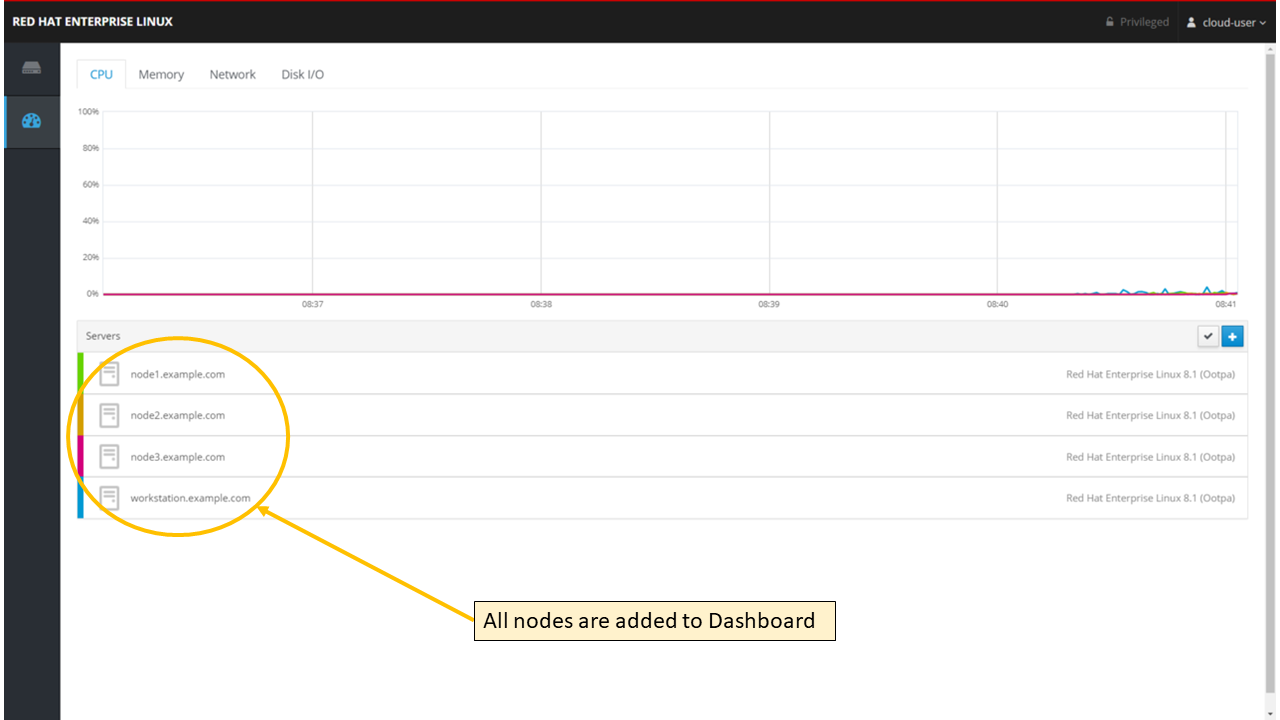 RED HAT ENTERPRISE LINUX
Privileged
cloud-user
CPU Memory Network Disk I/O
100%
80%
60%
40%
20%
0%
08:37 08:38 08:39 08:40 08:41
Servers
node1.example.com Red Hat Enterprise Linux 8.1 (Ootpa)
node2.example.com Red Hat Enterprise Linux 8.1 (Ootpa)
node3.example.com Red Hat Enterprise Linux 8.1 (Ootpa)
workstation.example.com Red Hat Enterprise Linux 8.1 (Ootpa)
All nodes are added to Dashboard